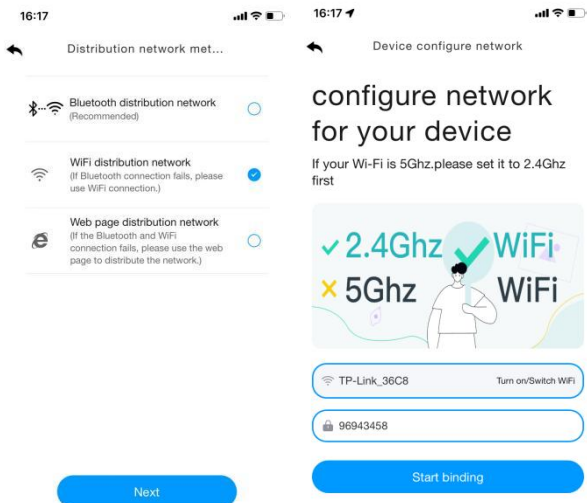 16:17
Distribution network met...
Bluetooth distribution network
(Recommended)
WiFi distribution network
(If Bluetooth connection fails, please
use WiFi connection.)
Web page distribution network
(If the Bluetooth and WiFi
connection fails, please use the web
page to distribute the network.)
Next
16:17
Device configure network
configure network
for your device
If your Wi-Fi is 5Ghz.please set it to 2.4Ghz
first
2.4Ghz WiFi
5Ghz WiFi
TP-Link_36C8 Turn on/Switch WiFi
96943458
Start binding